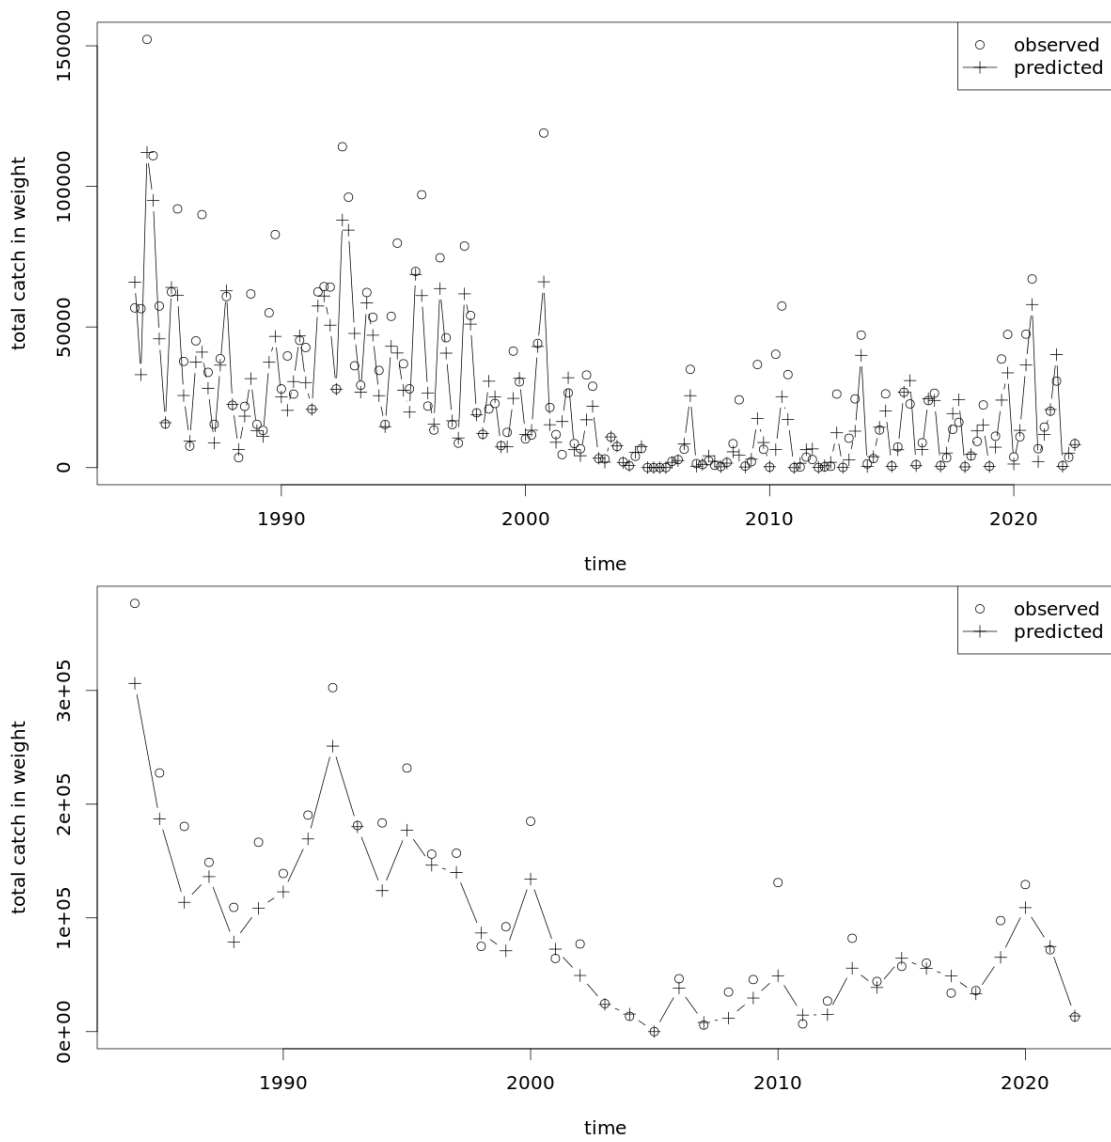 observed
predicted
150000
100000
50000
0
total catch in weight
1990
2000
2010
2020
time
observed
predicted
3e+05
2e+05
1e+05
0e+00
total catch in weight
1990
2000
2010
2020
time